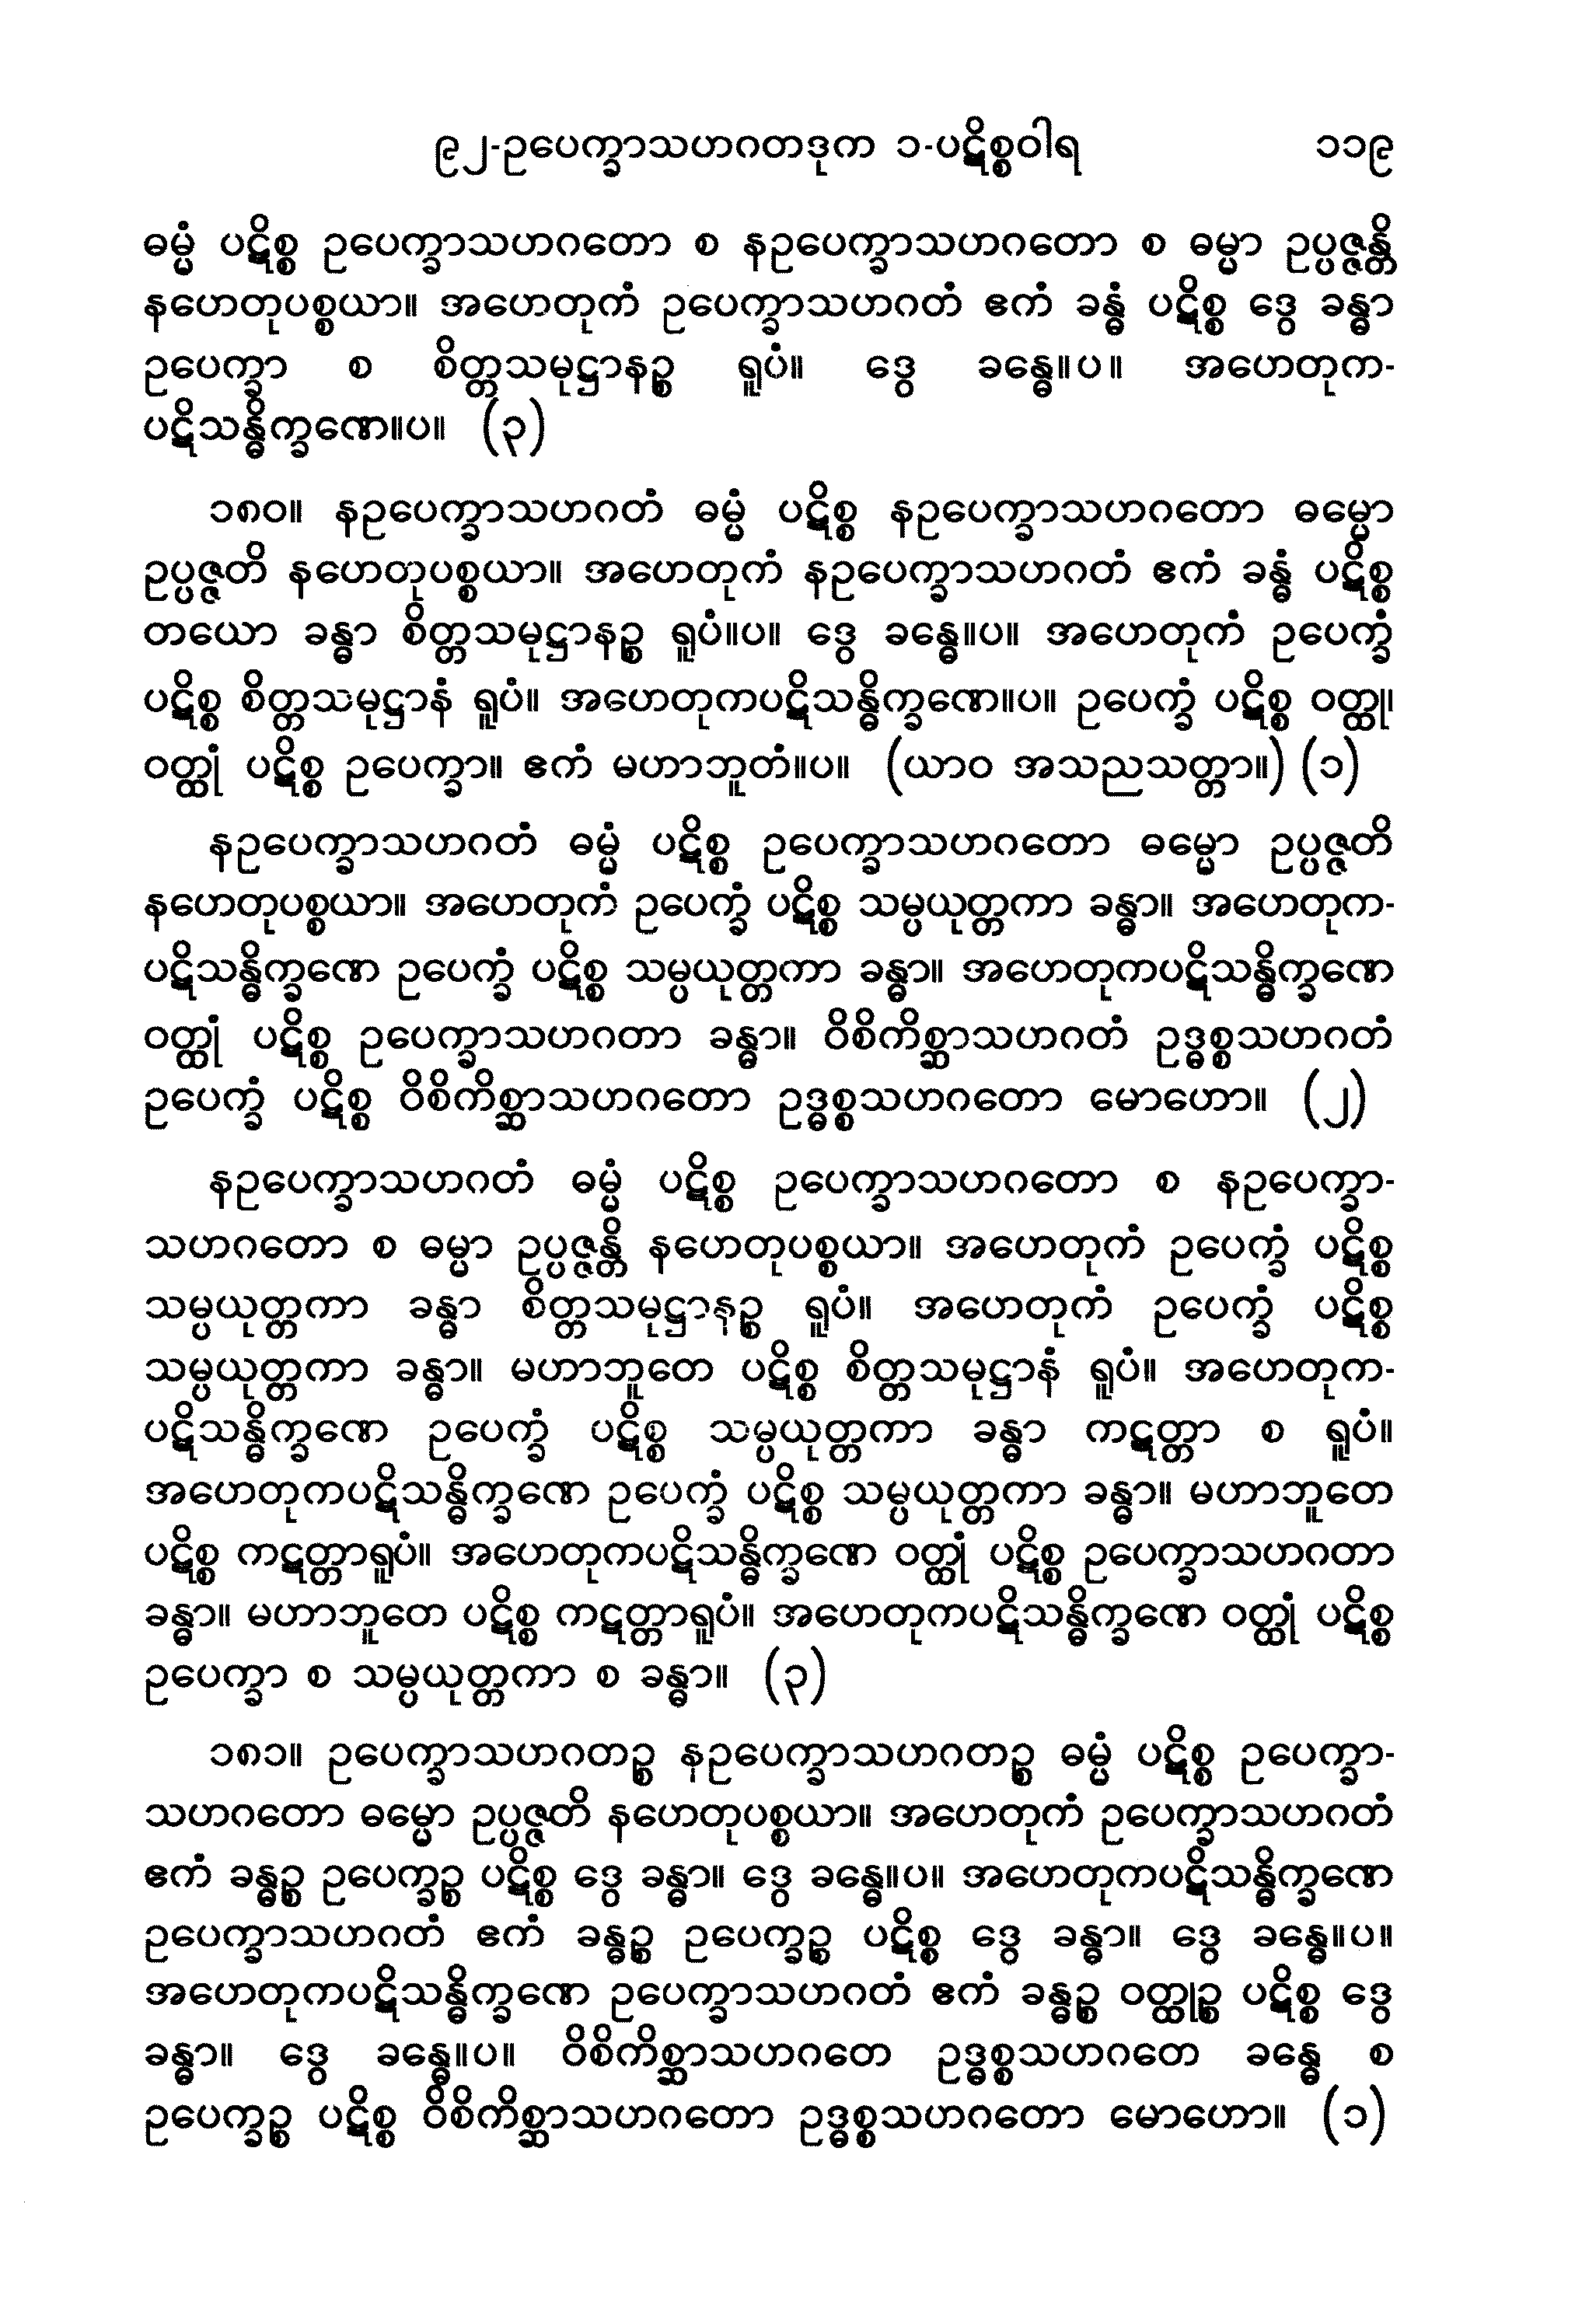 ၉၂-ဥပေက္ခာသဟဂတဒုက ၁-ပဋိစ္စဝါရ ၁၁၉
ဓမ္မံ ပဋိစ္စ ဥပေက္ခာသဟဂတော စ နဥပေက္ခာသဟဂတော စ ဓမ္မာ ဥပ္ပဇ္ဇန္တိ
နဟေတုပစ္စယာ။ အဟေတုကံ ဥပေက္ခာသဟဂတံ ဧကံ ခန္ဓံ ပဋိစ္စ ဒွေ ခန္ဓာ
ဥပေက္ခာ စ စိတ္တသမုဋ္ဌာနဉ္စ ရူပံ။ ဒွေ ခန္ဓေ။ပ။ အဟေတုက-
ပဋိသန္ဓိက္ခဏေ။ပ။ (၃)
၁၈၀။ နဥပေက္ခာသဟဂတံ ဓမ္မံ ပဋိစ္စ နဥပေက္ခာသဟဂတော ဓမ္မော
ဥပ္ပဇ္ဇတိ နဟေတုပစ္စယာ။ အဟေတုကံ နဥပေက္ခာသဟဂတံ ဧကံ ခန္ဓံ ပဋိစ္စ
တယော ခန္ဓာ စိတ္တသမုဋ္ဌာနဉ္စ ရူပံ။ပ။ ဒွေ ခန္ဓေ။ပ။ အဟေတုကံ ဥပေက္ခံ
ပဋိစ္စ စိတ္တသမုဋ္ဌာနံ ရူပံ။ အဟေတုကပဋိသန္ဓိက္ခဏေ။ပ။ ဥပေက္ခံ ပဋိစ္စ ဝတ္ထု၊
ဝတ္ထုံ ပဋိစ္စ ဥပေက္ခာ။ ဧကံ မဟာဘူတံ။ပ။ (ယာဝ အသညသတ္တာ။) (၁)
နဥပေက္ခာသဟဂတံ ဓမ္မံ ပဋိစ္စ ဥပေက္ခာသဟဂတော ဓမ္မော ဥပ္ပဇ္ဇတိ
နဟေတုပစ္စယာ။ အဟေတုကံ ဥပေက္ခံ ပဋိစ္စ သမ္ပယုတ္တကာ ခန္ဓာ။ အဟေတုက-
ပဋိသန္ဓိက္ခဏေ ဥပေက္ခံ ပဋိစ္စ သမ္ပယုတ္တကာ ခန္ဓာ။ အဟေတုကပဋိသန္ဓိက္ခဏေ
ဝတ္ထုံ ပဋိစ္စ ဥပေက္ခာသဟဂတာ ခန္ဓာ။ ဝိစိကိစ္ဆာသဟဂတံ ဥဒ္ဓစ္စသဟဂတံ
ဥပေက္ခံ ပဋိစ္စ ဝိစိကိစ္ဆာသဟဂတော ဥဒ္ဓစ္စသဟဂတော မောဟော။ (၂)
နဥပေက္ခာသဟဂတံ ဓမ္မံ ပဋိစ္စ ဥပေက္ခာသဟဂတော စ နဥပေက္ခာ-
သဟဂတော စ ဓမ္မာ ဥပ္ပဇ္ဇန္တိ နဟေတုပစ္စယာ။ အဟေတုကံ ဥပေက္ခံ ပဋိစ္စ
သမ္ပယုတ္တကာ ခန္ဓာ စိတ္တသမုဋ္ဌာနဉ္စ ရူပံ။ အဟေတုကံ ဥပေက္ခံ ပဋိစ္စ
သမ္ပယုတ္တကာ ခန္ဓာ။ မဟာဘူတေ ပဋိစ္စ စိတ္တသမုဋ္ဌာနံ ရူပံ။ အဟေတုက-
ပဋိသန္ဓိက္ခဏေ ဥပေက္ခံ ပဋိစ္စ သမ္ပယုတ္တကာ ခန္ဓာ ကဋတ္တာ စ ရူပံ။
အဟေတုကပဋိသန္ဓိက္ခဏေ ဥပေက္ခံ ပဋိစ္စ သမ္ပယုတ္တကာ ခန္ဓာ။ မဟာဘူတေ
ပဋိစ္စ ကဋတ္တာရူပံ။ အဟေတုကပဋိသန္ဓိက္ခဏေ ဝတ္ထုံ ပဋိစ္စ ဥပေက္ခာသဟဂတာ
ခန္ဓာ။ မဟာဘူတေ ပဋိစ္စ ကဋတ္တာရူပံ။ အဟေတုကပဋိသန္ဓိက္ခဏေ ဝတ္ထုံ ပဋိစ္စ
ဥပေက္ခာ စ သမ္ပယုတ္တကာ စ ခန္ဓာ။ (၃)
၁၈၁။ ဥပေက္ခာသဟဂတဉ္စ နဥပေက္ခာသဟဂတဉ္စ ဓမ္မံ ပဋိစ္စ ဥပေက္ခာ-
သဟဂတော ဓမ္မော ဥပ္ပဇ္ဇတိ နဟေတုပစ္စယာ။ အဟေတုကံ ဥပေက္ခာသဟဂတံ
ဧကံ ခန္ဓဉ္စ ဥပေက္ခဉ္စ ပဋိစ္စ ဒွေ ခန္ဓာ။ ဒွေ ခန္ဓေ။ပ။ အဟေတုကပဋိသန္ဓိက္ခဏေ
ဥပေက္ခာသဟဂတံ ဧကံ ခန္ဓဉ္စ ဥပေက္ခဉ္စ ပဋိစ္စ ဒွေ ခန္ဓာ။ ဒွေ ခန္ဓေ။ပ။
အဟေတုကပဋိသန္ဓိက္ခဏေ ဥပေက္ခာသဟဂတံ ဧကံ ခန္ဓဉ္စ ဝတ္ထုဉ္စ ပဋိစ္စ ဒွေ
ခန္ဓာ။ ဒွေ ခန္ဓေ။ပ။ ဝိစိကိစ္ဆာသဟဂတေ ဥဒ္ဓစ္စသဟဂတေ ခန္ဓေ စ
ဥပေက္ခဉ္စ ပဋိစ္စ ဝိစိကိစ္ဆာသဟဂတော ဥဒ္ဓစ္စသဟဂတော မောဟော။ (၁)